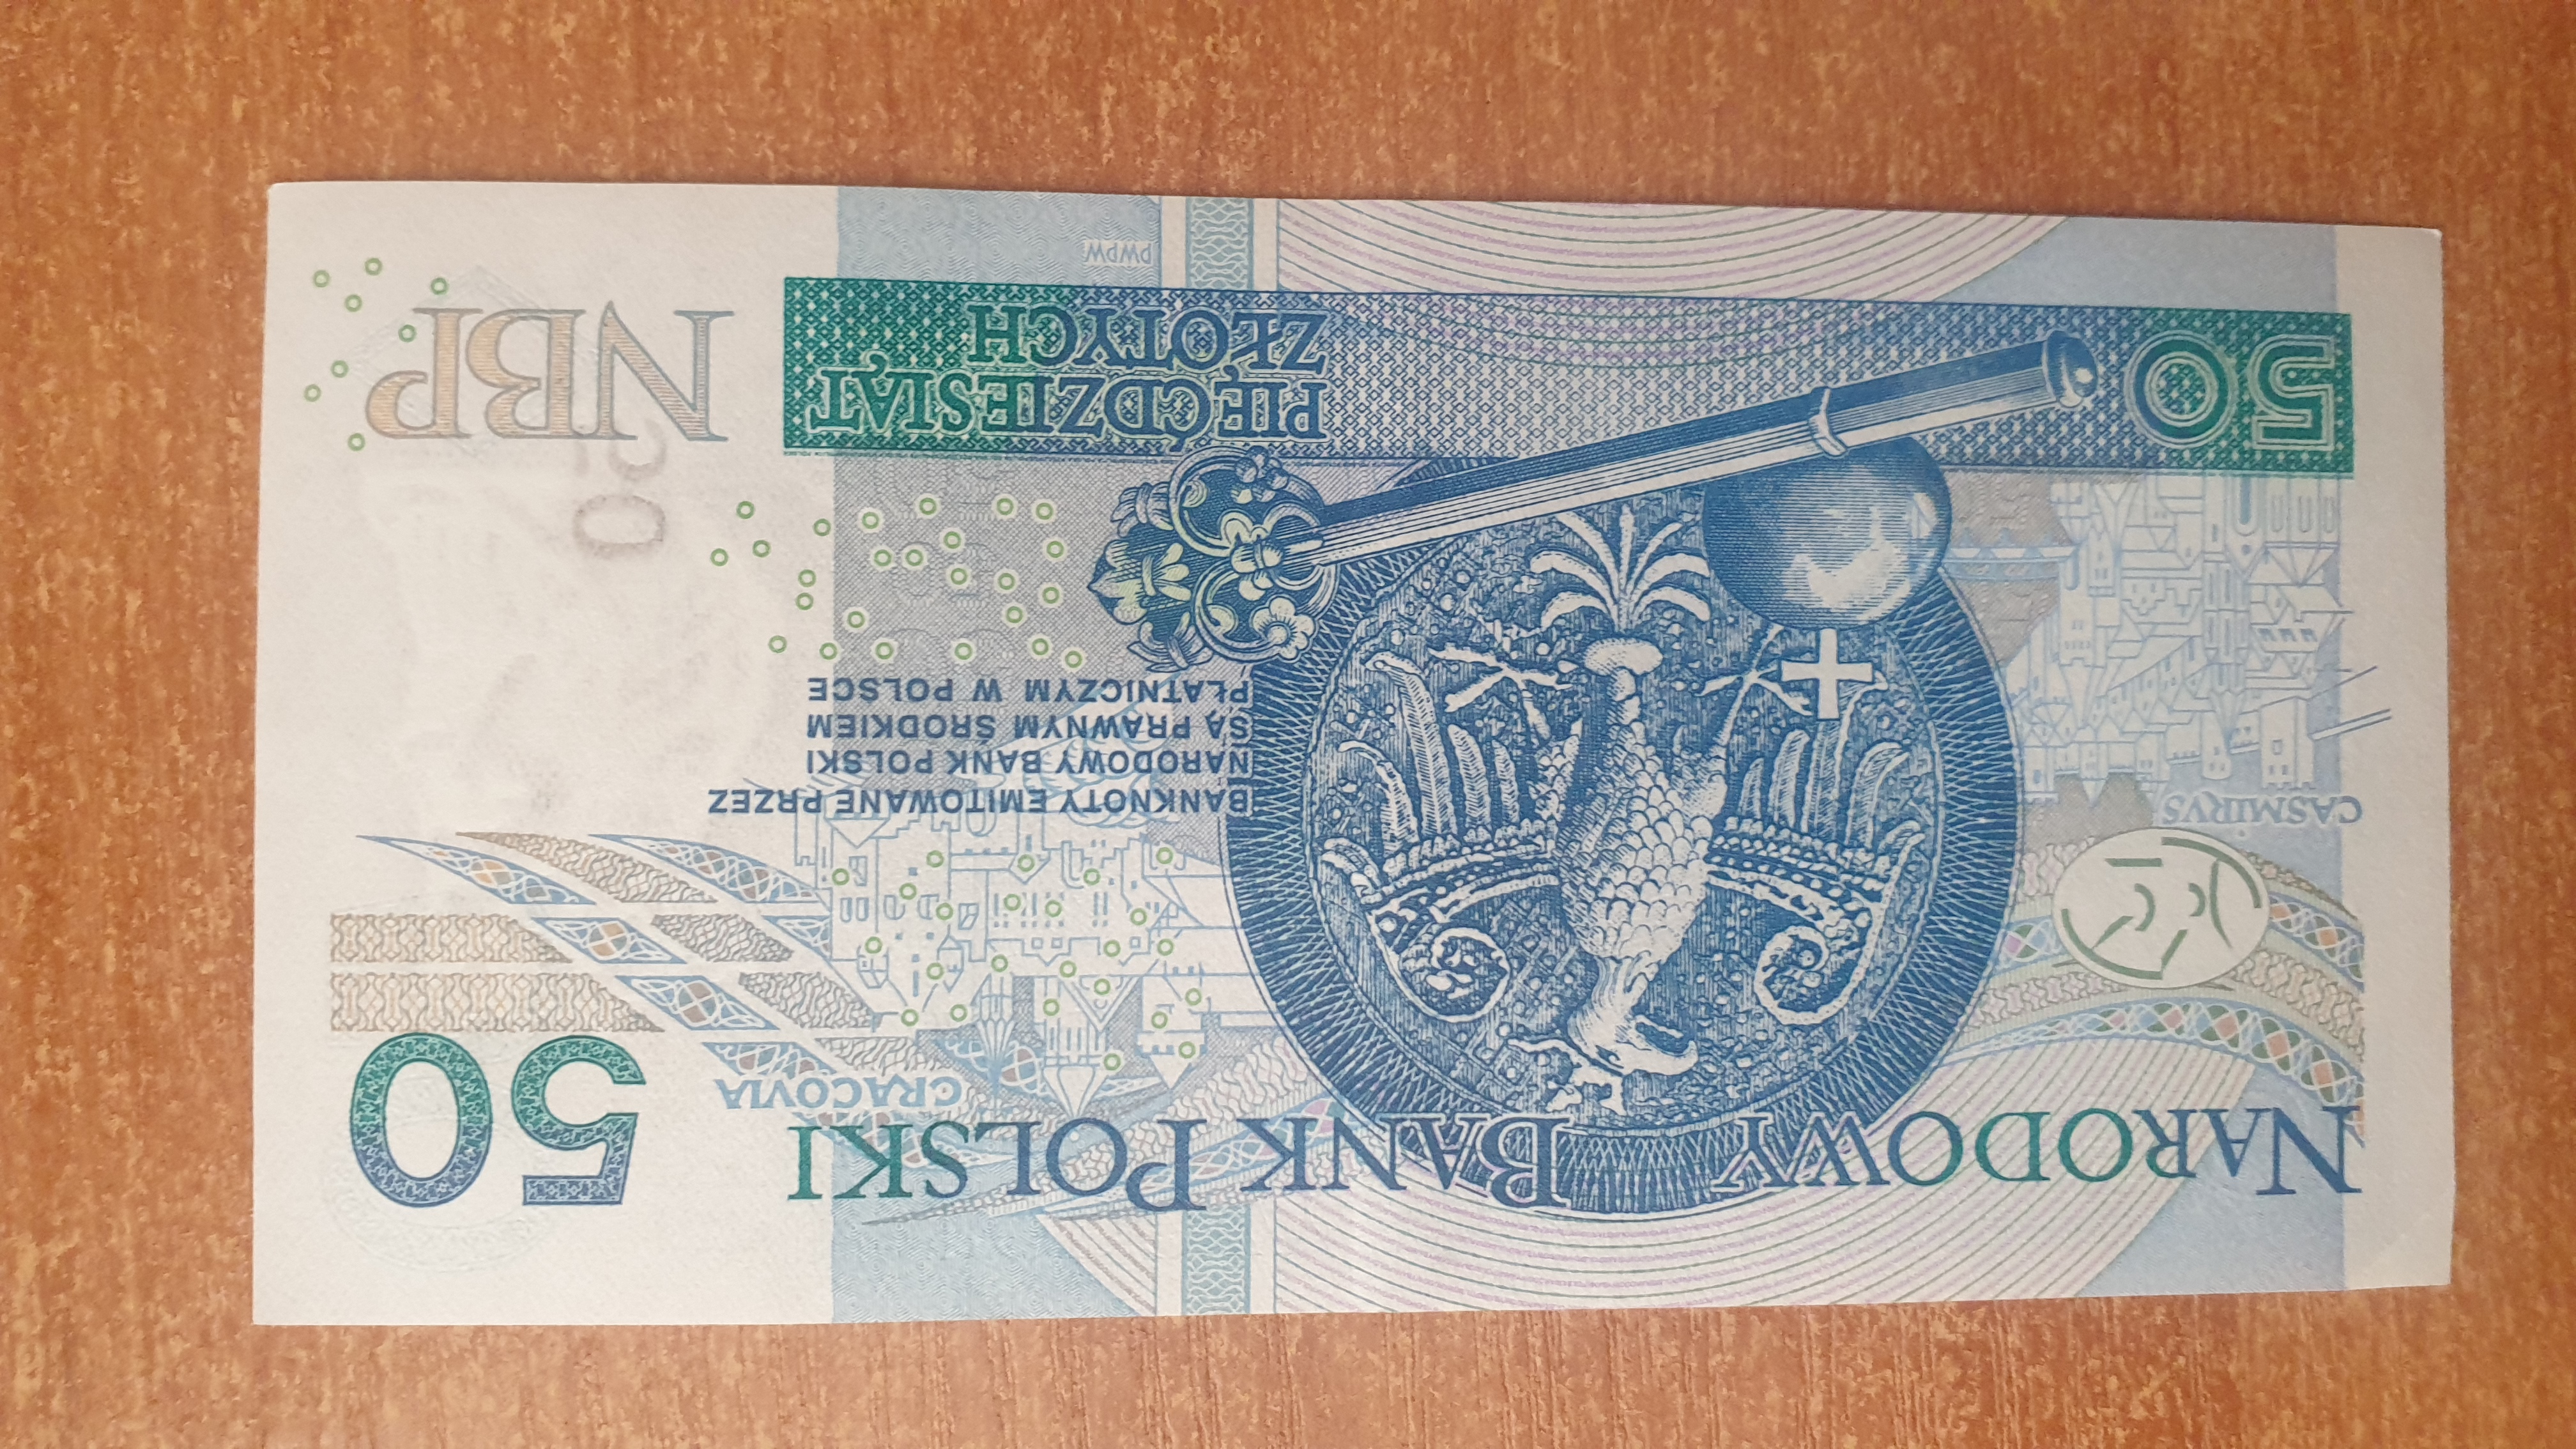 NARODOWY BANK POLSKI
50
CRACOVIA
BANKNOTY EMITOWANE PRZEZ
NARODOWY BANK POLSKI
SĄ PRAWNYM ŚRODKIEM
PŁATNICZYM W POLSCE
CASMIRVS
50
50
PIĘĆDZIESIĄT
ZŁOTYCH
NBP
PWPW